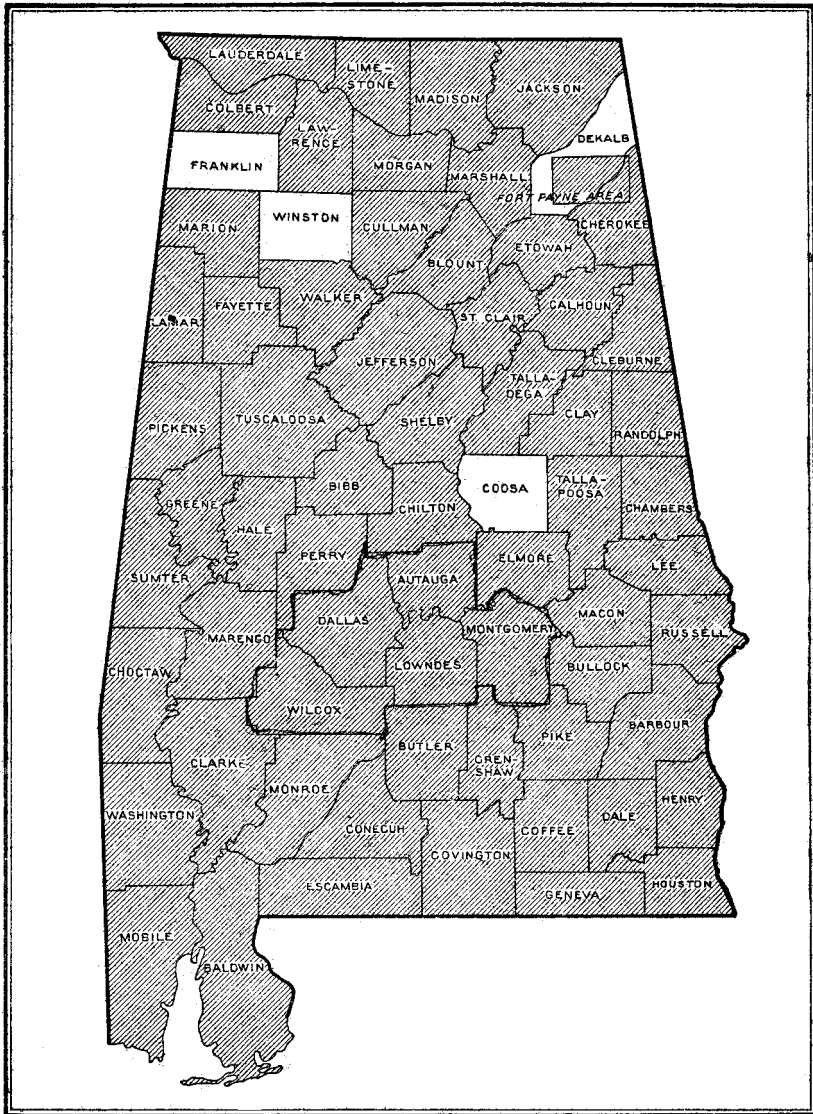 LAUDERDALE
LIME-
STONE
MADISON
JACKSON
COLBERT
LAW-
RENCE
DEKALB
FRANKLIN
MORGAN
MARSHALL
FORT PAYNE AREA
MARION
WINSTON
CULLMAN
BLOUNT
ETOWAH
CHEROKEE
LAMAR
FAYETTE
WALKER
ST. CLAIR
CALHOUN
JEFFERSON
CLEBURNE
TALLA-
DEGA
PICKENS
TUSCALOOSA
SHELBY
CLAY
RANDOLPH
GREENE
HALE
BIBB
CHILTON
COOSA
TALLA-
POOSA
CHAMBERS
SUMTER
PERRY
AUTAUGA
ELMORE
LEE
MARENGO
DALLAS
LOWNDES
MONTGOMERY
MACON
RUSSELL
BULLOCK
CHOCTAW
WILCOX
BUTLER
CREN-
SHAW
PIKE
BARBOUR
CLARKE
MONROE
WASHINGTON
CONECUH
COVINGTON
COFFEE
DALE
HENRY
ESCAMBIA
GENEVA
HOUSTON
MOBILE
BALDWIN